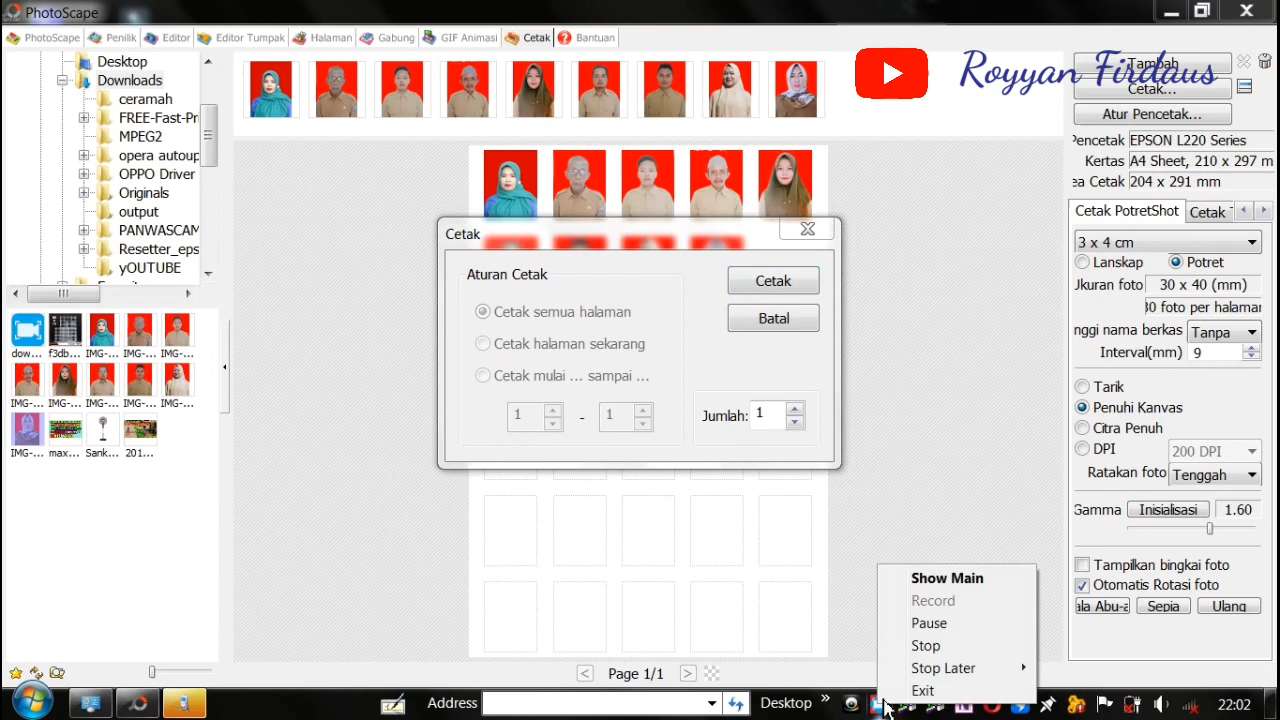 PhotoScape
PhotoScape Penilik Editor Editor Tumpak Halaman Gabung GIF Animasi Cetak Bantuan
Desktop
Downloads
ceramah
FREE-Fast-Pri
MPEG2
opera autoup
OPPO Driver
Originals
output
PANWASCAM
Resetter_eps
yOUTUBE
dow... f3db... IMG-... IMG-... IMG-...
IMG-... IMG-... IMG-... IMG-... IMG-...
IMG-... max... Sank... 201...
Royyan Firdaus
Tambah
Cetak...
Atur Pencetak...
Pencetak EPSON L220 Series
Kertas A4 Sheet, 210 x 297 m
ea Cetak 204 x 291 mm
Cetak PotretShot Cetak
3 x 4 cm
Lanskap Potret
Ukuran foto 30 x 40 (mm)
30 foto per halaman
nggi nama berkas Tanpa
Interval(mm) 9
Tarik
Penuhi Kanvas
Citra Penuh
DPI 200 DPI
Ratakan foto Tenggah
Gamma Inisialisasi 1.60
Tampilkan bingkai foto
Otomatis Rotasi foto
ala Abu-a Sepia Ulang
Cetak
Aturan Cetak
Cetak semua halaman
Cetak halaman sekarang
Cetak mulai ... sampai ...
1 - 1
Cetak
Batal
Jumlah: 1
Page 1/1
Show Main
Record
Pause
Stop
Stop Later
Exit
Address Desktop » 22:02